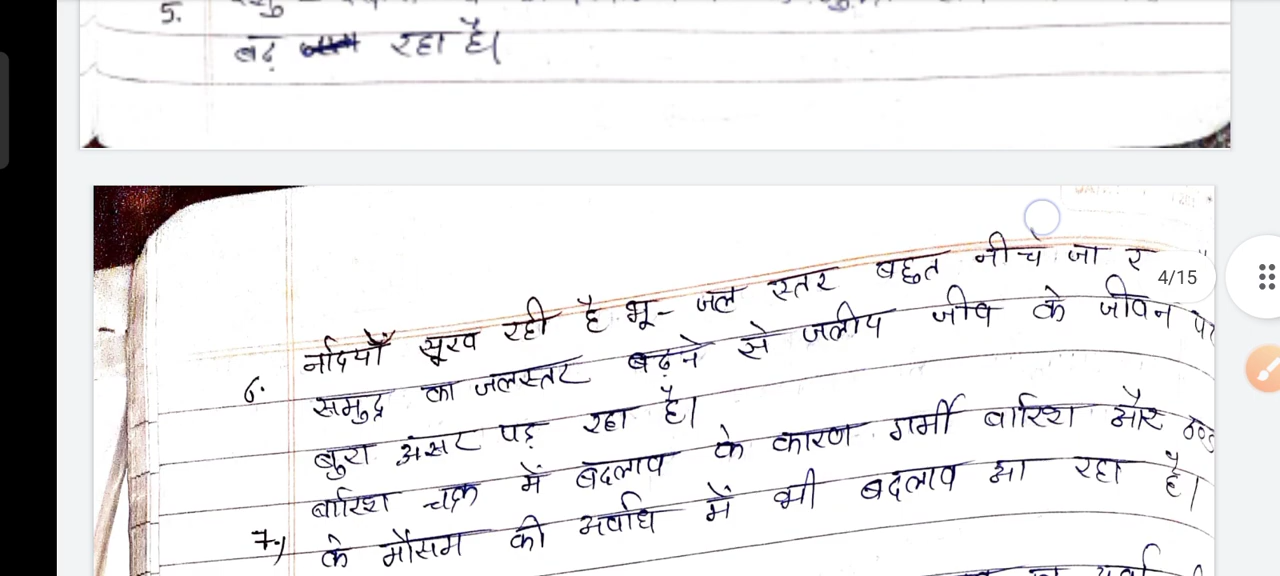 5.
बढ़ रहा है।
4/15
नदियाँ सूख रही है भू- जल स्तर बहुत नीचे जा
6. समुद्र का जलस्तर बढ़ने से जलीय जीव के जीवन पर
बुरा असर पड़ रहा है।
बारिश चक्र में बदलाव के कारण गर्मी बारिश और
7.) के मौसम की अवधि में भी बदलाव आ रहा है।